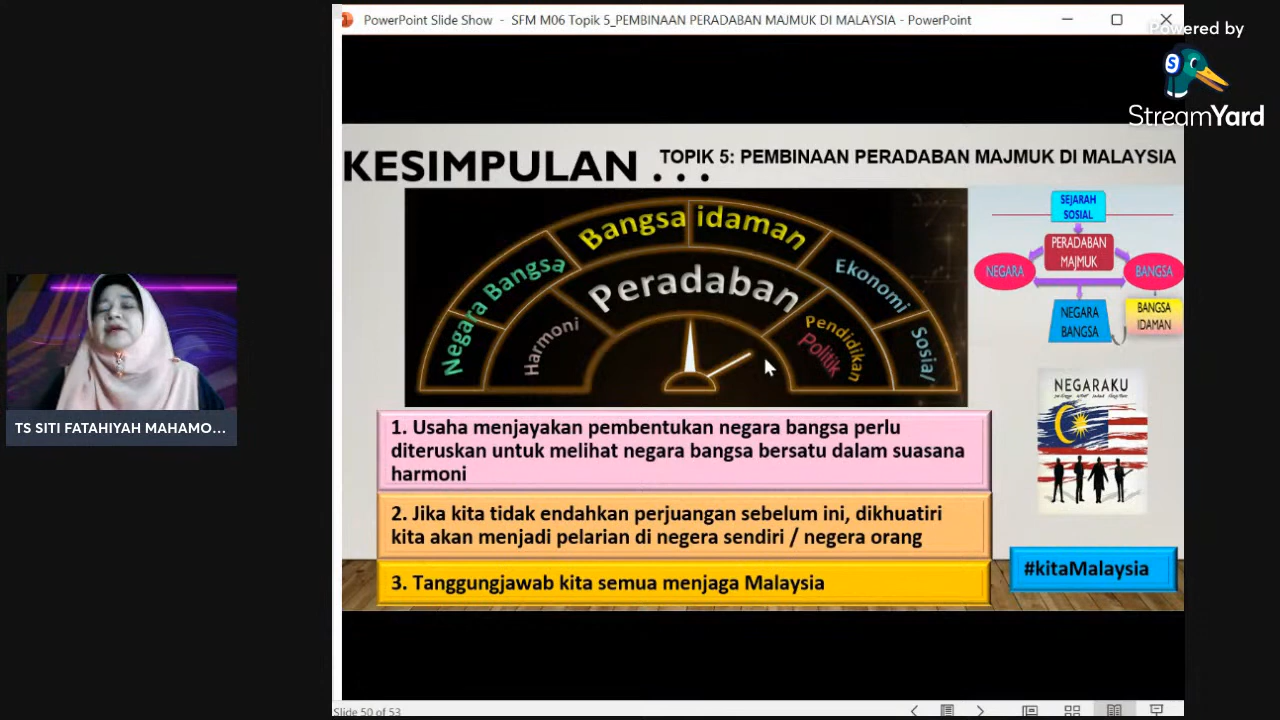 PowerPoint Slide Show - SFM M06 Topik 5_PEMBINAAN PERADABAN MAJMUK DI MALAYSIA - PowerPoint
Powered by
StreamYard
KESIMPULAN . . .
TOPIK 5: PEMBINAAN PERADABAN MAJMUK DI MALAYSIA
Negara Bangsa
Bangsa idaman
Ekonomi
Sosial
Harmoni
Peradaban
Pendidikan
Politik
SEJARAH
SOSIAL
PERADABAN
MAJMUK
NEGARA
BANGSA
NEGARA
BANGSA
BANGSA
IDAMAN
NEGARAKU
TS SITI FATAHIYAH MAHAMO...
1. Usaha menjayakan pembentukan negara bangsa perlu
diteruskan untuk melihat negara bangsa bersatu dalam suasana
harmoni
2. Jika kita tidak endahkan perjuangan sebelum ini, dikhuatiri
kita akan menjadi pelarian di negera sendiri / negera orang
3. Tanggungjawab kita semua menjaga Malaysia
#kitaMalaysia
Slide 50 of 53